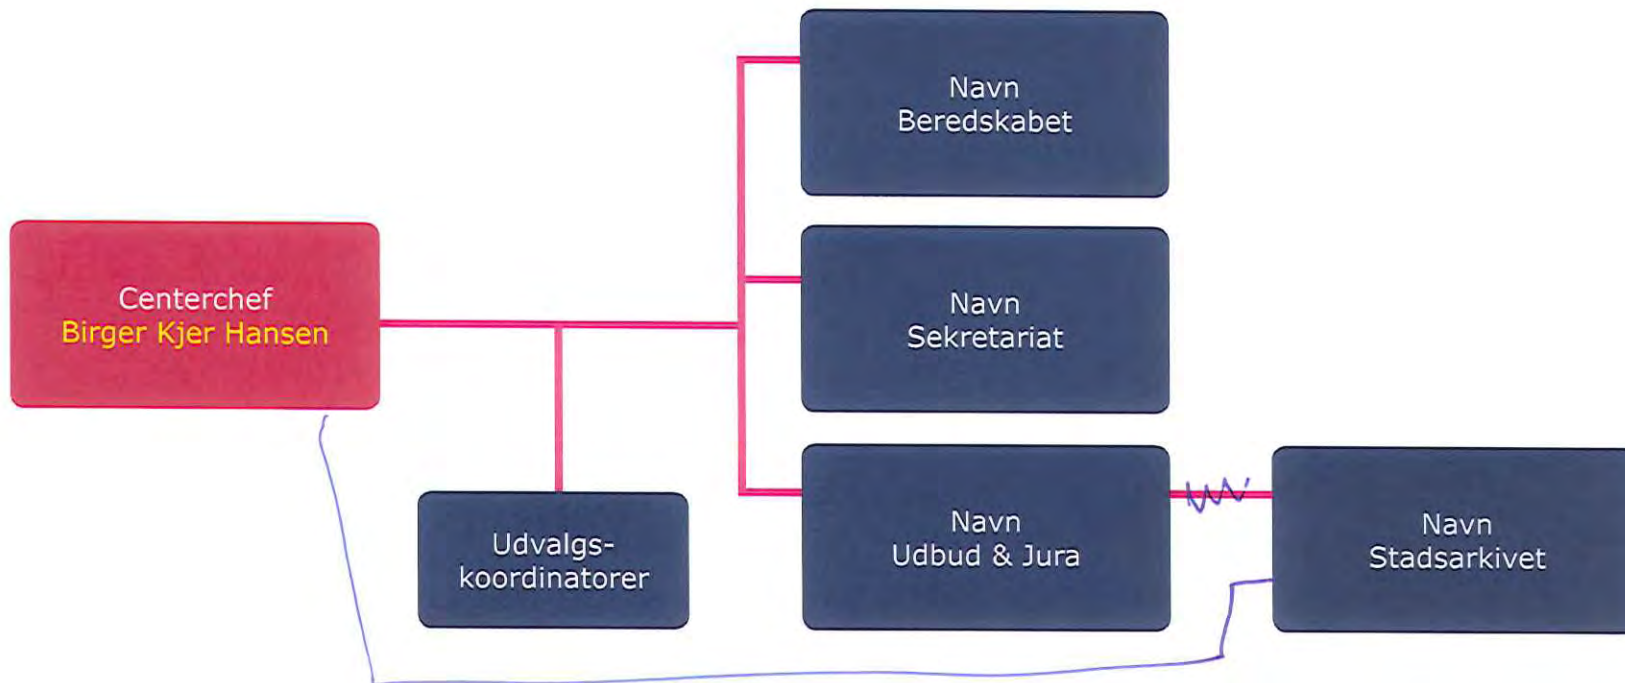 Centerchef
Birger Kjer Hansen
Udvalgs-
koordinatorer
Navn
Beredskabet
Navn
Sekretariat
Navn
Udbud & Jura
Navn
Stadsarkivet